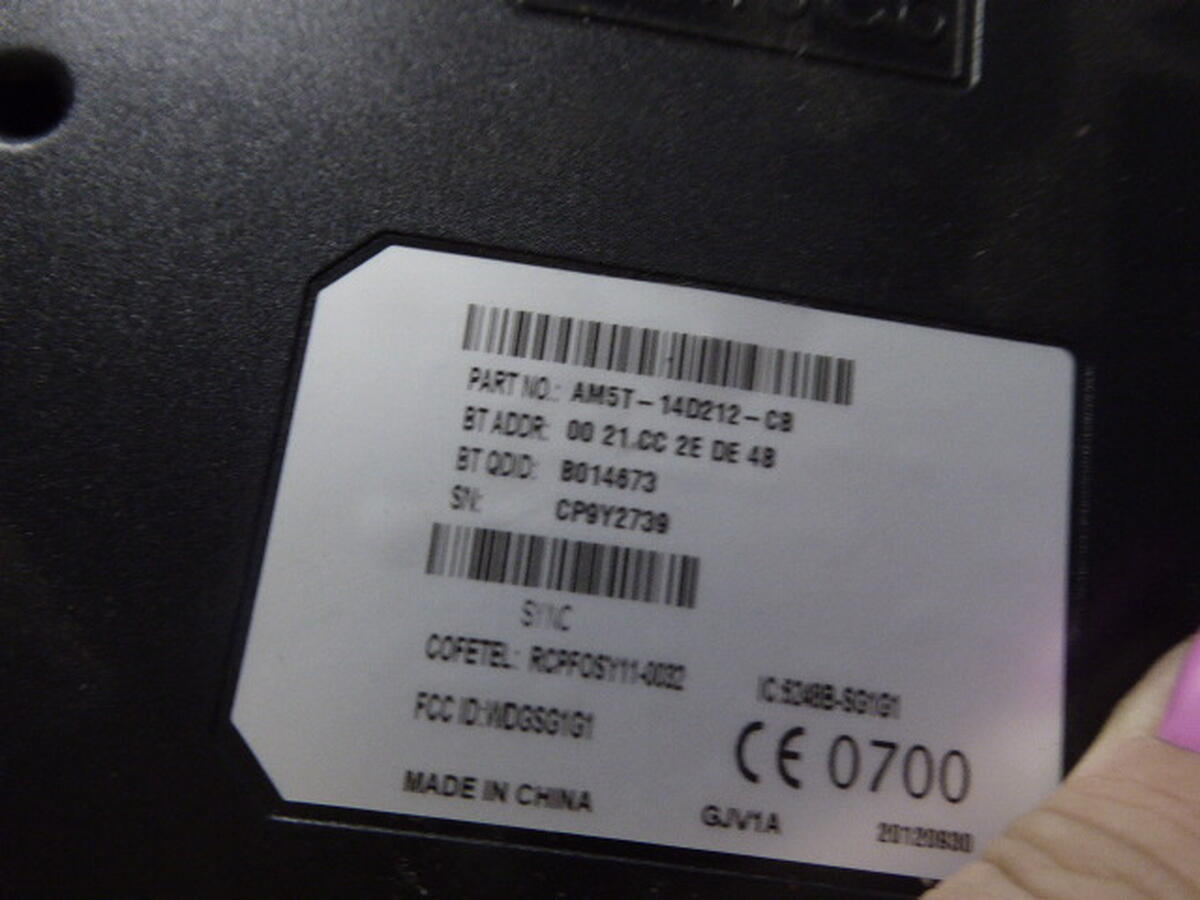 PART NO.: AM5T-14D212-CB
BT ADDR: 00 21.CC 2E DE 4B
BT QDID: B014673
SN: CP9Y2739
SYNC
COFETEL: RCPFOSY11-0032
IC:6248B-SG1G1
FCC ID:WDGSG1G1
CE 0700
MADE IN CHINA
GJV1A
20120930